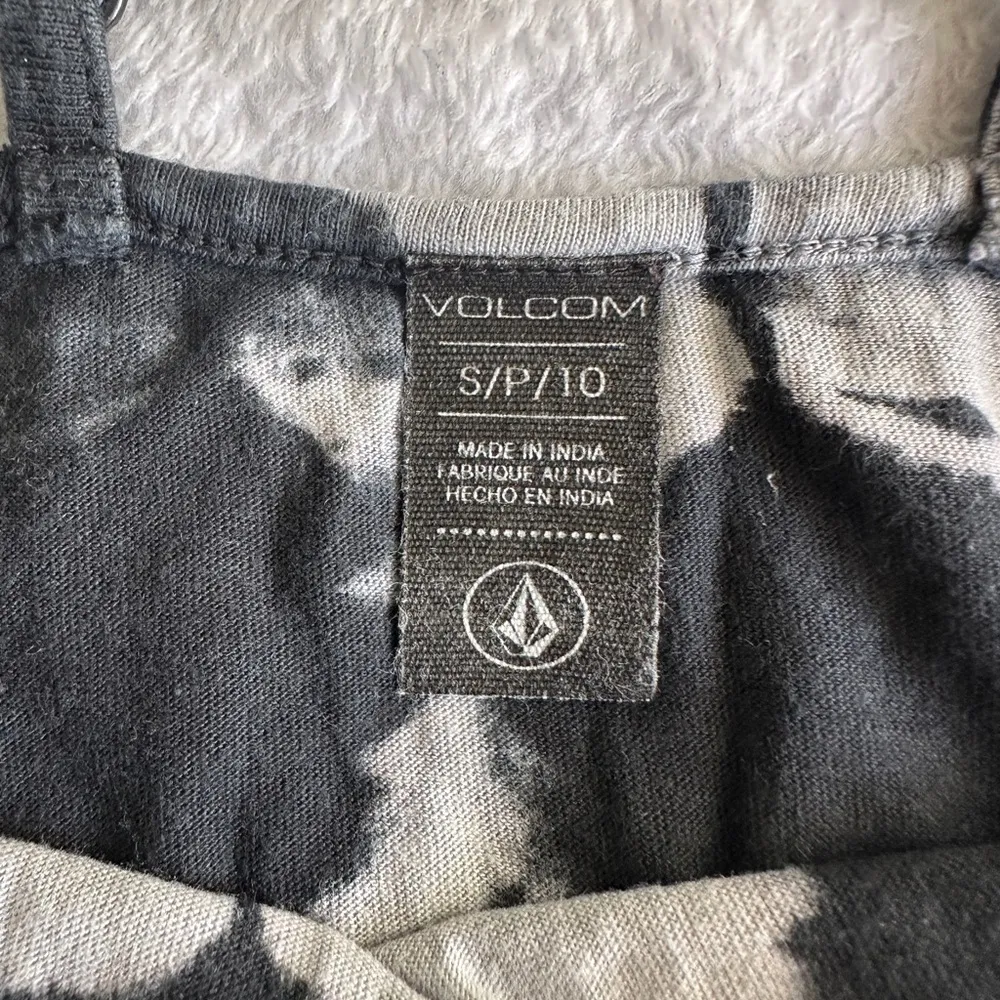 VOLCOM
S/P/10
MADE IN INDIA
FABRIQUE AU INDE
HECHO EN INDIA